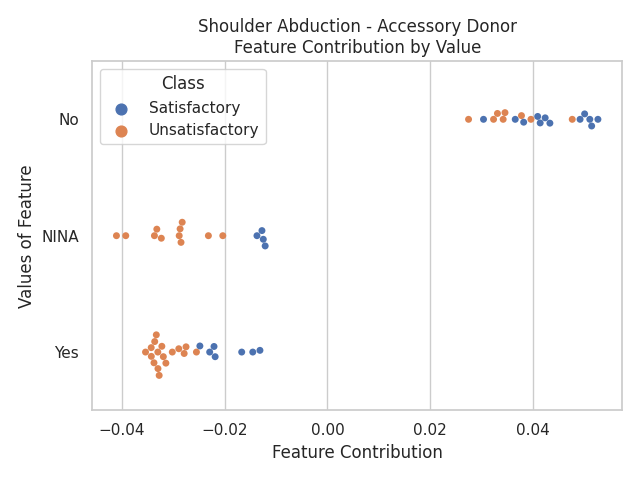 Shoulder Abduction - Accessory Donor
Feature Contribution by Value
Class
Satisfactory
Unsatisfactory
Values of Feature
No
NINA
Yes
−0.04 −0.02 0.00 0.02 0.04
Feature Contribution